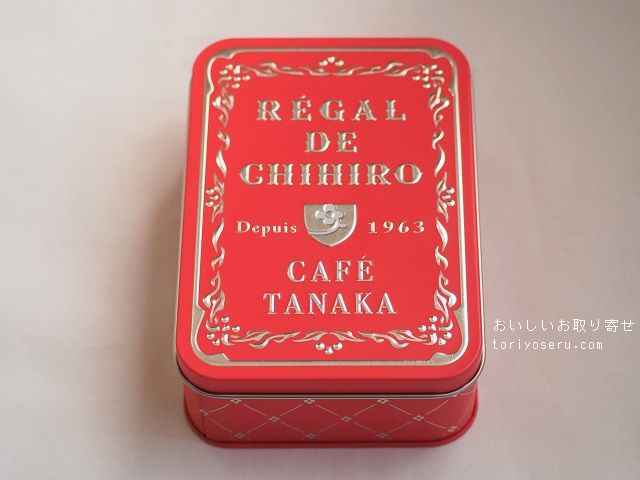 RÉGAL
DE
CHIHIRO
Depuis 1963
CAFÉ
TANAKA
おいしいお取り寄せ
toriyoseru.com